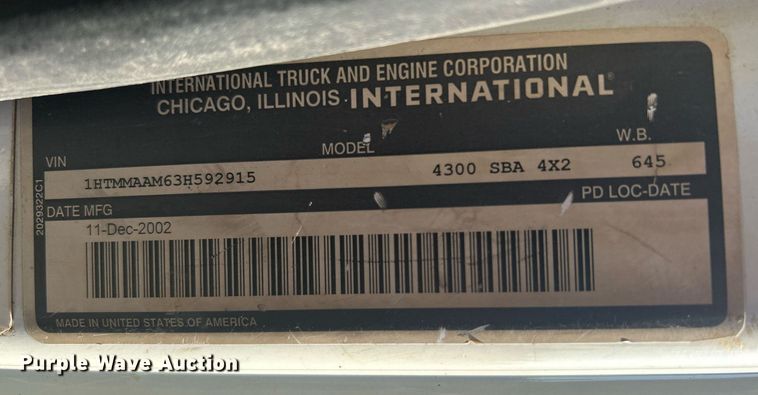 INTERNATIONAL TRUCK AND ENGINE CORPORATION
CHICAGO, ILLINOIS INTERNATIONAL
VIN MODEL W.B.
1HTMMAAM63H592915 4300 SBA 4X2 645
DATE MFG PD LOC-DATE
11-Dec-2002
2029322C1
MADE IN UNITED STATES OF AMERICA
Purple Wave Auction